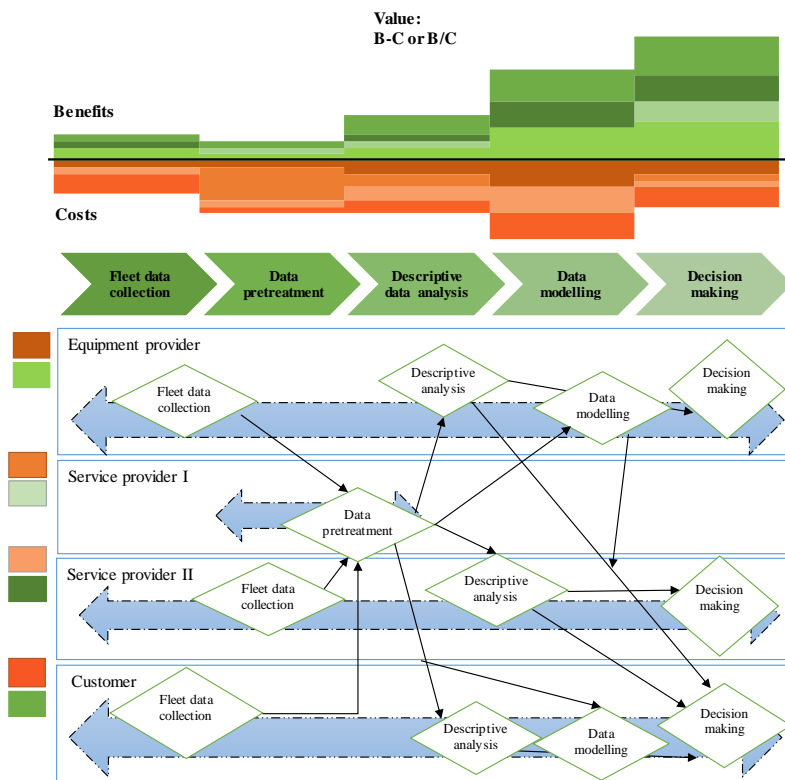 Value:
B-C or B/C
Benefits
Costs
Fleet data
collection
Data
pretreatment
Descriptive
data analysis
Data
modelling
Decision
making
Equipment provider
Fleet data
collection
Descriptive
analysis
Data
modelling
Decision
making
Service provider I
Data
pretreatment
Service provider II
Fleet data
collection
Descriptive
analysis
Decision
making
Customer
Fleet data
collection
Descriptive
analysis
Data
modelling
Decision
making